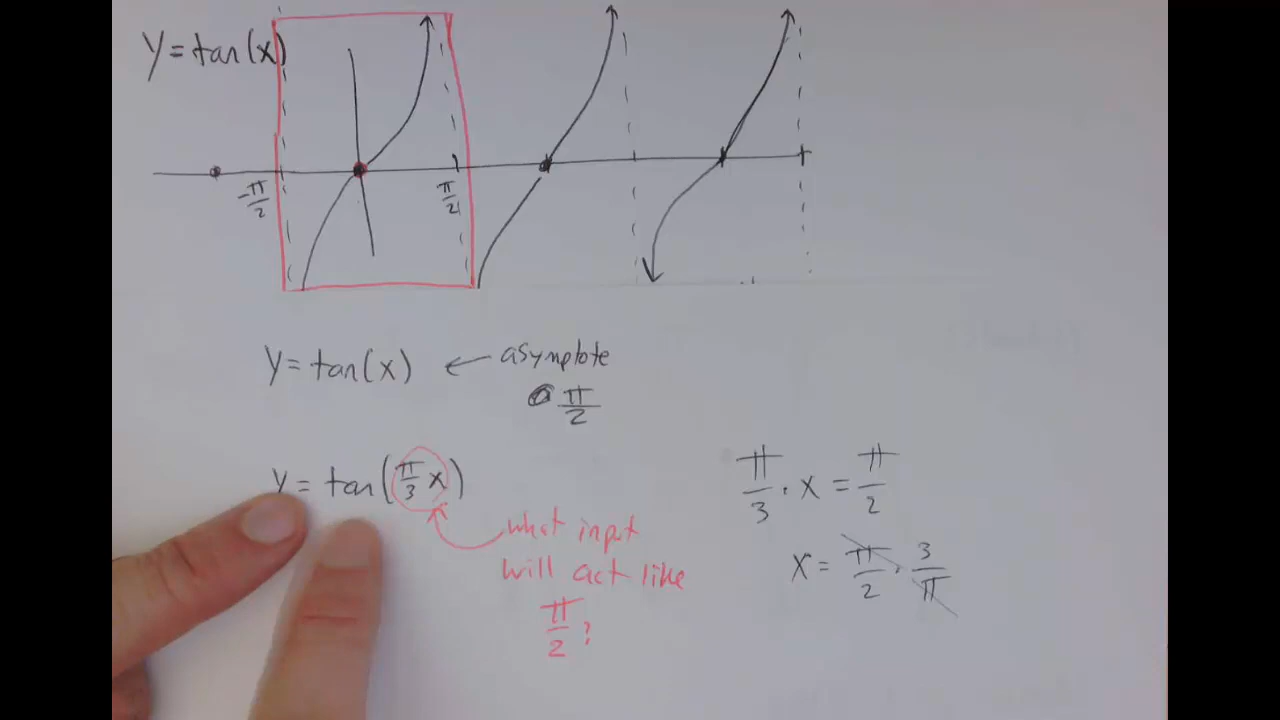 y = tan(x)
-π/2
π/2
y = tan(x) ← asymptote
@ π/2
y = tan(π/3 x)
π/3 · x = π/2
what input
will act like
π/2 ?
x = π/2 · 3/π